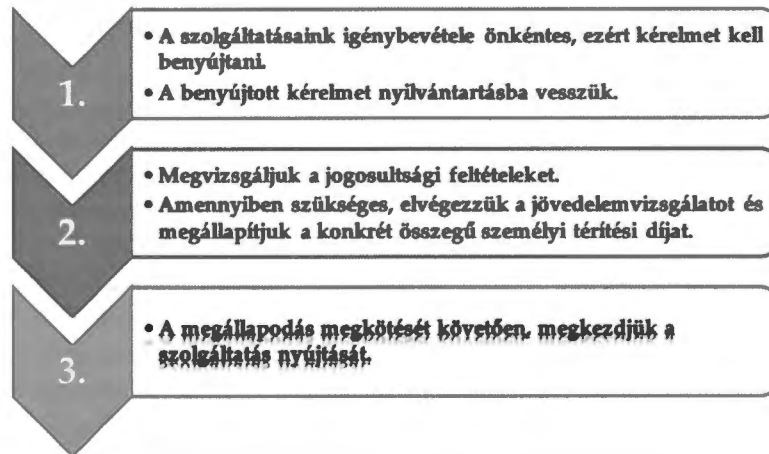 1.
• A szolgáltatásaink igénybevétele önkéntes, ezért kérelmet kell
benyújtani.
• A benyújtott kérelmet nyilvántartásba vesszük.
2.
• Megvizsgáljuk a jogosultsági feltételeket.
• Amennyiben szükséges, elvégezzük a jövedelemvizsgálatot és
megállapítjuk a konkrét összegű személyi térítési díjat.
3.
• A megállapodás megkötését követően, megkezdjük a
szolgáltatás nyújtását.